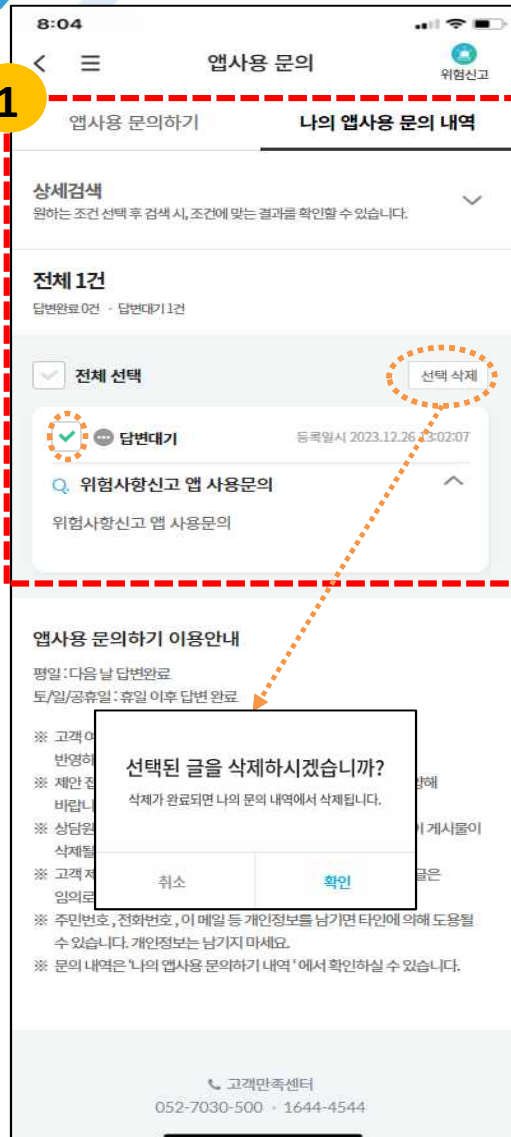 8:04
앱사용 문의
위험신고
1
앱사용 문의하기
나의 앱사용 문의 내역
상세검색
원하는 조건 선택 후 검색 시, 조건에 맞는 결과를 확인할 수 있습니다.
전체 1건
답변완료 0건 · 답변대기 1건
전체 선택
선택 삭제
답변대기
등록일시 2023.12.26 13:02:07
Q. 위험사항신고 앱 사용문의
위험사항신고 앱 사용문의
앱사용 문의하기 이용안내
평일 : 다음 날 답변완료
토/일/공휴일 : 휴일 이후 답변 완료
※ 고객
반영하
※ 제안
바랍니
※ 상담원
이 게시물이
삭제될
※ 고객
글은
임의로
선택된 글을 삭제하시겠습니까?
삭제가 완료되면 나의 문의 내역에서 삭제됩니다.
취소
확인
※ 주민번호, 전화번호, 이 메일 등 개인정보를 남기면 타인에 의해 도용될
수 있습니다. 개인정보는 남기지 마세요.
※ 문의 내역은 '나의 앱사용 문의하기 내역' 에서 확인하실 수 있습니다.
고객만족센터
052-7030-500 · 1644-4544